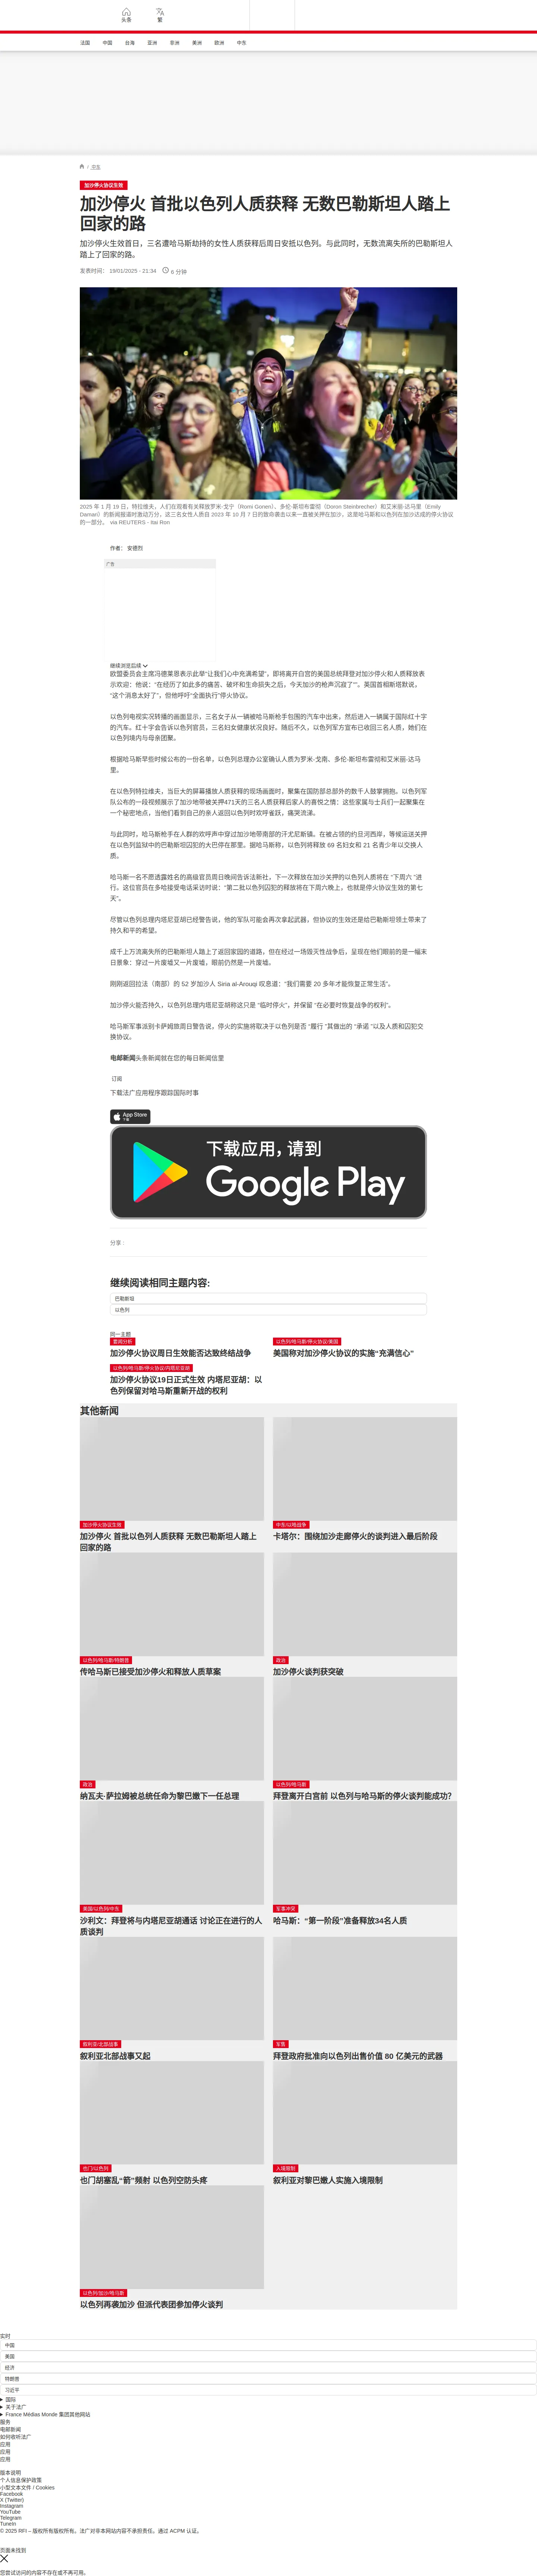 头条
繁
法国 中国 台海 亚洲 非洲 美洲 欧洲 中东
/ 中东
加沙停火协议生效
加沙停火 首批以色列人质获释 无数巴勒斯坦人踏上
回家的路
加沙停火生效首日，三名遭哈马斯劫持的女性人质获释后周日安抵以色列。与此同时，无数流离失所的巴勒斯坦人
踏上了回家的路。
发表时间： 19/01/2025 - 21:34 6 分钟
2025 年 1 月 19 日，特拉维夫，人们在观看有关释放罗米·戈宁（Romi Gonen）、多伦·斯坦布雷彻（Doron Steinbrecher）和艾米丽·达马里（Emily
Damari）的新闻报道时激动万分，这三名女性人质自 2023 年 10 月 7 日的致命袭击以来一直被关押在加沙，这是哈马斯和以色列在加沙达成的停火协议
的一部分。 via REUTERS - Itai Ron
作者： 安德烈
广告
继续浏览后续
欧盟委员会主席冯德莱恩表示此举“让我们心中充满希望”，即将离开白宫的美国总统拜登对加沙停火和人质释放表
示欢迎：他说：“在经历了如此多的痛苦、破坏和生命损失之后，今天加沙的枪声沉寂了””。英国首相斯塔默说，
“这个消息太好了”，但他呼吁“全面执行”停火协议。
以色列电视实况转播的画面显示，三名女子从一辆被哈马斯枪手包围的汽车中出来，然后进入一辆属于国际红十字
的汽车。红十字会告诉以色列官员，三名妇女健康状况良好。随后不久，以色列军方宣布已收回三名人质，她们在
以色列境内与母亲团聚。
根据哈马斯早些时候公布的一份名单，以色列总理办公室确认人质为罗米·戈南、多伦-斯坦布雷彻和艾米丽-达马
里。
在以色列特拉维夫，当巨大的屏幕播放人质获释的现场画面时，聚集在国防部总部外的数千人鼓掌拥抱。以色列军
队公布的一段视频展示了加沙地带被关押471天的三名人质获释后家人的喜悦之情：这些家属与士兵们一起聚集在
一个秘密地点，当他们看到自己的亲人返回以色列时欢呼雀跃，痛哭流涕。
与此同时，哈马斯枪手在人群的欢呼声中穿过加沙地带南部的汗尤尼斯镇。在被占领的约旦河西岸，等候运送关押
在以色列监狱中的巴勒斯坦囚犯的大巴停在那里。据哈马斯称，以色列将释放 69 名妇女和 21 名青少年以交换人
质。
哈马斯一名不愿透露姓名的高级官员周日晚间告诉法新社，下一次释放在加沙关押的以色列人质将在 “下周六 ”进
行。这位官员在多哈接受电话采访时说：“第二批以色列囚犯的释放将在下周六晚上，也就是停火协议生效的第七
天”。
尽管以色列总理内塔尼亚胡已经警告说，他的军队可能会再次拿起武器，但协议的生效还是给巴勒斯坦领土带来了
持久和平的希望。
成千上万流离失所的巴勒斯坦人踏上了返回家园的道路，但在经过一场毁灭性战争后，呈现在他们眼前的是一幅末
日景象：穿过一片废墟又一片废墟，眼前仍然是一片废墟。
刚刚返回拉法（南部）的 52 岁加沙人 Siria al-Arouqi 叹息道：“我们需要 20 多年才能恢复正常生活”。
加沙停火能否持久，以色列总理内塔尼亚胡称这只是 “临时停火”，并保留 “在必要时恢复战争的权利”。
哈马斯军事派别卡萨姆旅周日警告说，停火的实施将取决于以色列是否 “履行 ”其做出的 “承诺 ”以及人质和囚犯交
换协议。
电邮新闻头条新闻就在您的每日新闻信里
订阅
下载法广应用程序跟踪国际时事
App Store
下载应用，请到
Google Play
分享 :
继续阅读相同主题内容:
巴勒斯坦
以色列
同一主题
要闻分析
加沙停火协议周日生效能否达致终结战争
以色列/哈马斯/停火协议/美国
美国称对加沙停火协议的实施“充满信心”
以色列/哈马斯/停火协议/内塔尼亚胡
加沙停火协议19日正式生效 内塔尼亚胡：以
色列保留对哈马斯重新开战的权利
其他新闻
加沙停火协议生效
加沙停火 首批以色列人质获释 无数巴勒斯坦人踏上
回家的路
中东/以哈战争
卡塔尔：围绕加沙走廊停火的谈判进入最后阶段
以色列/哈马斯/特朗普
传哈马斯已接受加沙停火和释放人质草案
政治
加沙停火谈判获突破
政治
纳瓦夫·萨拉姆被总统任命为黎巴嫩下一任总理
以色列/哈马斯
拜登离开白宫前 以色列与哈马斯的停火谈判能成功？
美国/以色列/中东
沙利文：拜登将与内塔尼亚胡通话 讨论正在进行的人
质谈判
军事冲突
哈马斯：“第一阶段”准备释放34名人质
叙利亚/北部战事
叙利亚北部战事又起
军售
拜登政府批准向以色列出售价值 80 亿美元的武器
也门/以色列
也门胡塞乱“箭”频射 以色列空防头疼
入境限制
叙利亚对黎巴嫩人实施入境限制
以色列/加沙/哈马斯
以色列再袭加沙 但派代表团参加停火谈判
实时
中国
美国
经济
特朗普
习近平
国际
关于法广
France Médias Monde 集团其他网站
服务
电邮新闻
如何收听法广
应用
应用
应用
版本说明
个人信息保护政策
小型文本文件 / Cookies
Facebook
X (Twitter)
Instagram
YouTube
Telegram
TuneIn
© 2025 RFI – 版权所有版权所有。法广对非本网站内容不承担责任。通过 ACPM 认证。
页面未找到
您尝试访问的内容不存在或不再可用。